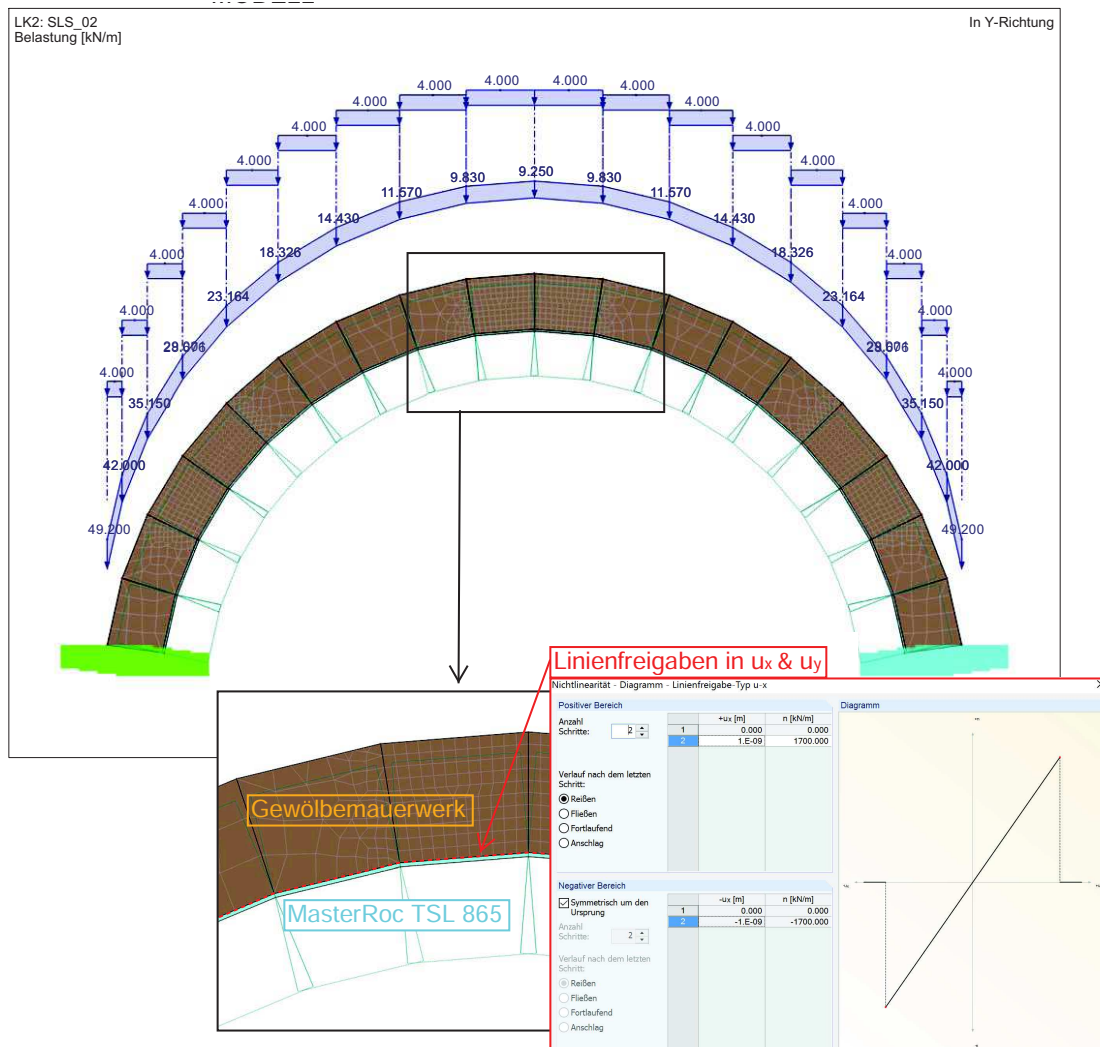 LK2: SLS_02
Belastung [kN/m]
In Y-Richtung
4.000 4.000
4.000 4.000
4.000 4.000
4.000 4.000
4.000 4.000
4.000 4.000
4.000 4.000
4.000 4.000
4.000 4.000
9.250
9.830 9.830
11.570 11.570
14.430 14.430
18.326 18.326
23.164 23.164
35.150 35.150
42.000 42.000
49.200 49.200
Linienfreigaben in ux & uy
Nichtlinearität - Diagramm - Linienfreigabe-Typ u-x
Positiver Bereich
Anzahl
Schritte: 2
+ux [m] n [kN/m]
1 0.000 0.000
2 1.E-09 1700.000
Verlauf nach dem letzten
Schritt:
Reißen
Fließen
Fortlaufend
Anschlag
Negativer Bereich
Symmetrisch um den
Ursprung
-ux [m] n [kN/m]
1 0.000 0.000
2 -1.E-09 -1700.000
Anzahl
Schritte: 2
Verlauf nach dem letzten
Schritt:
Reißen
Fließen
Fortlaufend
Anschlag
Diagramm
Gewölbemauerwerk
MasterRoc TSL 865